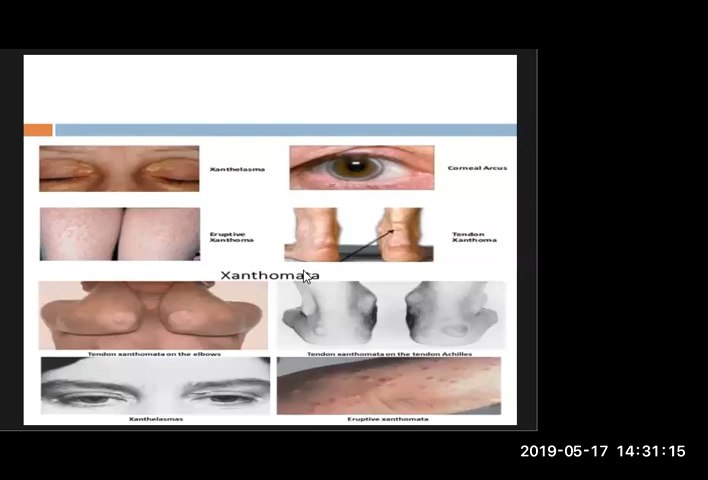 Xanthelasma
Corneal Arcus
Eruptive
Xanthoma
Tendon
Xanthoma
Xanthomata
Tendon xanthomata on the elbows
Tendon xanthomata on the tendon Achilles
Xanthelasmas
Eruptive xanthomata
2019-05-17 14:31:15